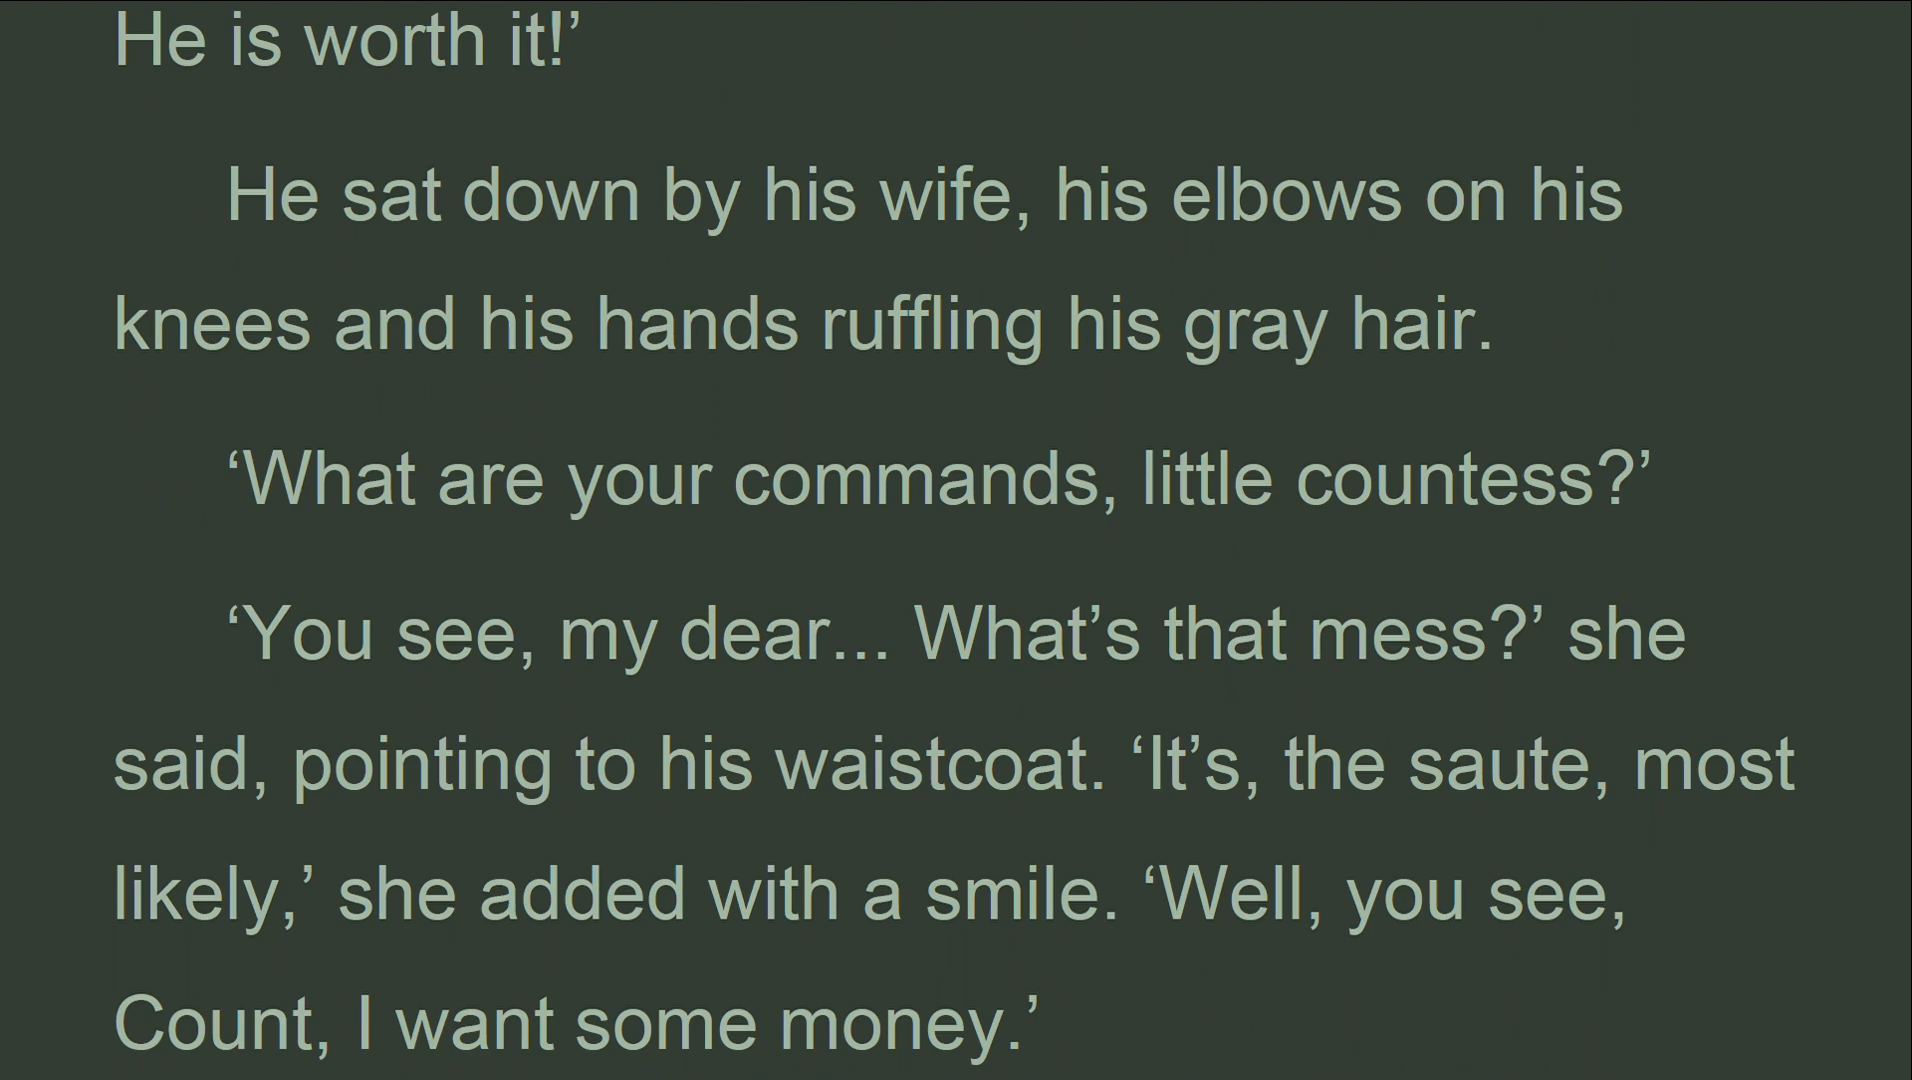 He is worth it!’
He sat down by his wife, his elbows on his
knees and his hands ruffling his gray hair.
‘What are your commands, little countess?’
‘You see, my dear... What’s that mess?’ she
said, pointing to his waistcoat. ‘It’s, the saute, most
likely,’ she added with a smile. ‘Well, you see,
Count, I want some money.’